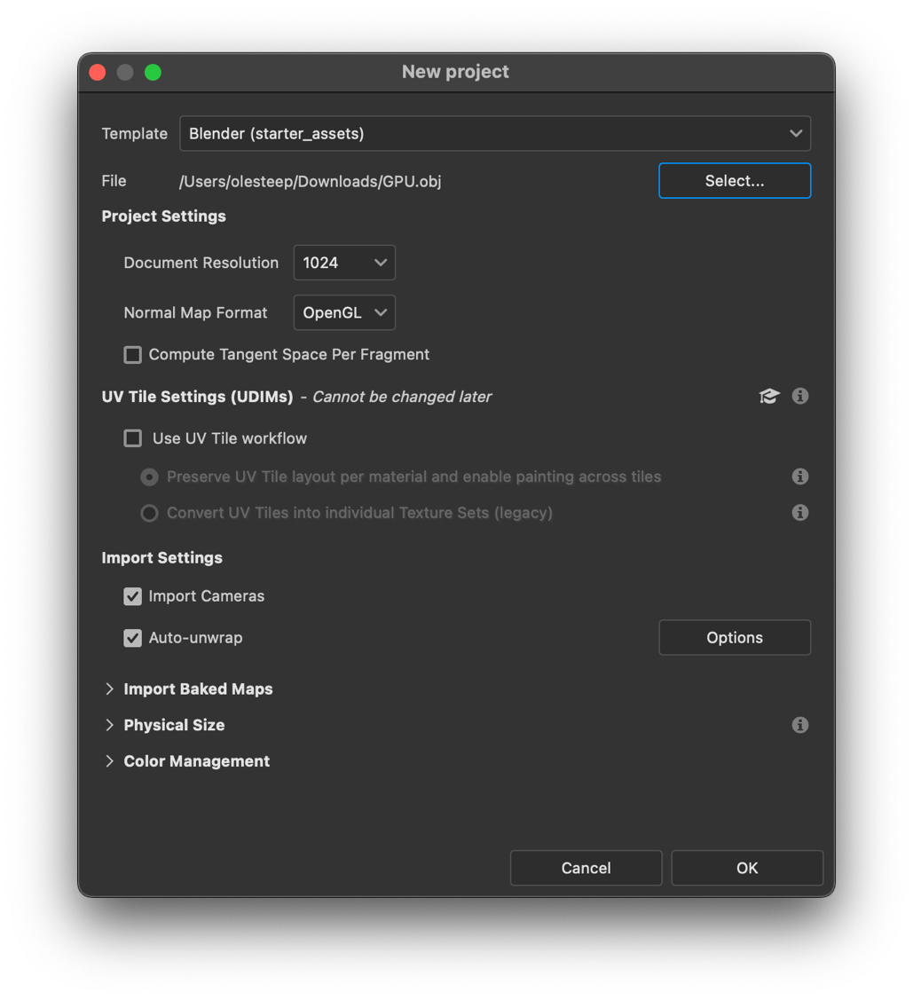 New project
Template Blender (starter_assets)
File /Users/olesteep/Downloads/GPU.obj Select...
Project Settings
Document Resolution 1024
Normal Map Format OpenGL
Compute Tangent Space Per Fragment
UV Tile Settings (UDIMs) - Cannot be changed later
Use UV Tile workflow
Preserve UV Tile layout per material and enable painting across tiles
Convert UV Tiles into individual Texture Sets (legacy)
Import Settings
Import Cameras
Auto-unwrap Options
Import Baked Maps
Physical Size
Color Management
Cancel OK